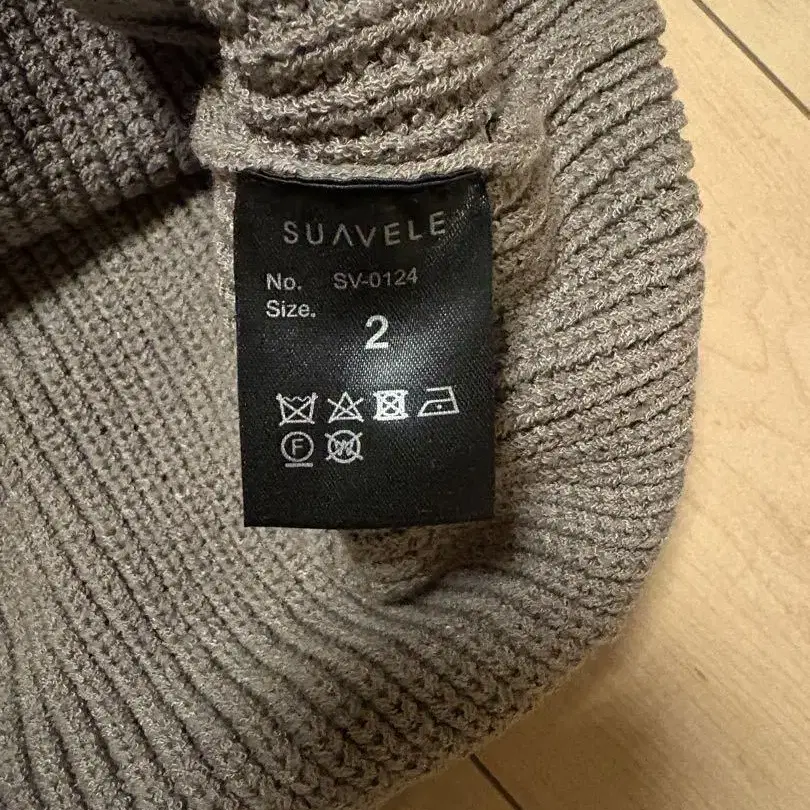 SUAVELE
No. SV-0124
Size.
2
F
W